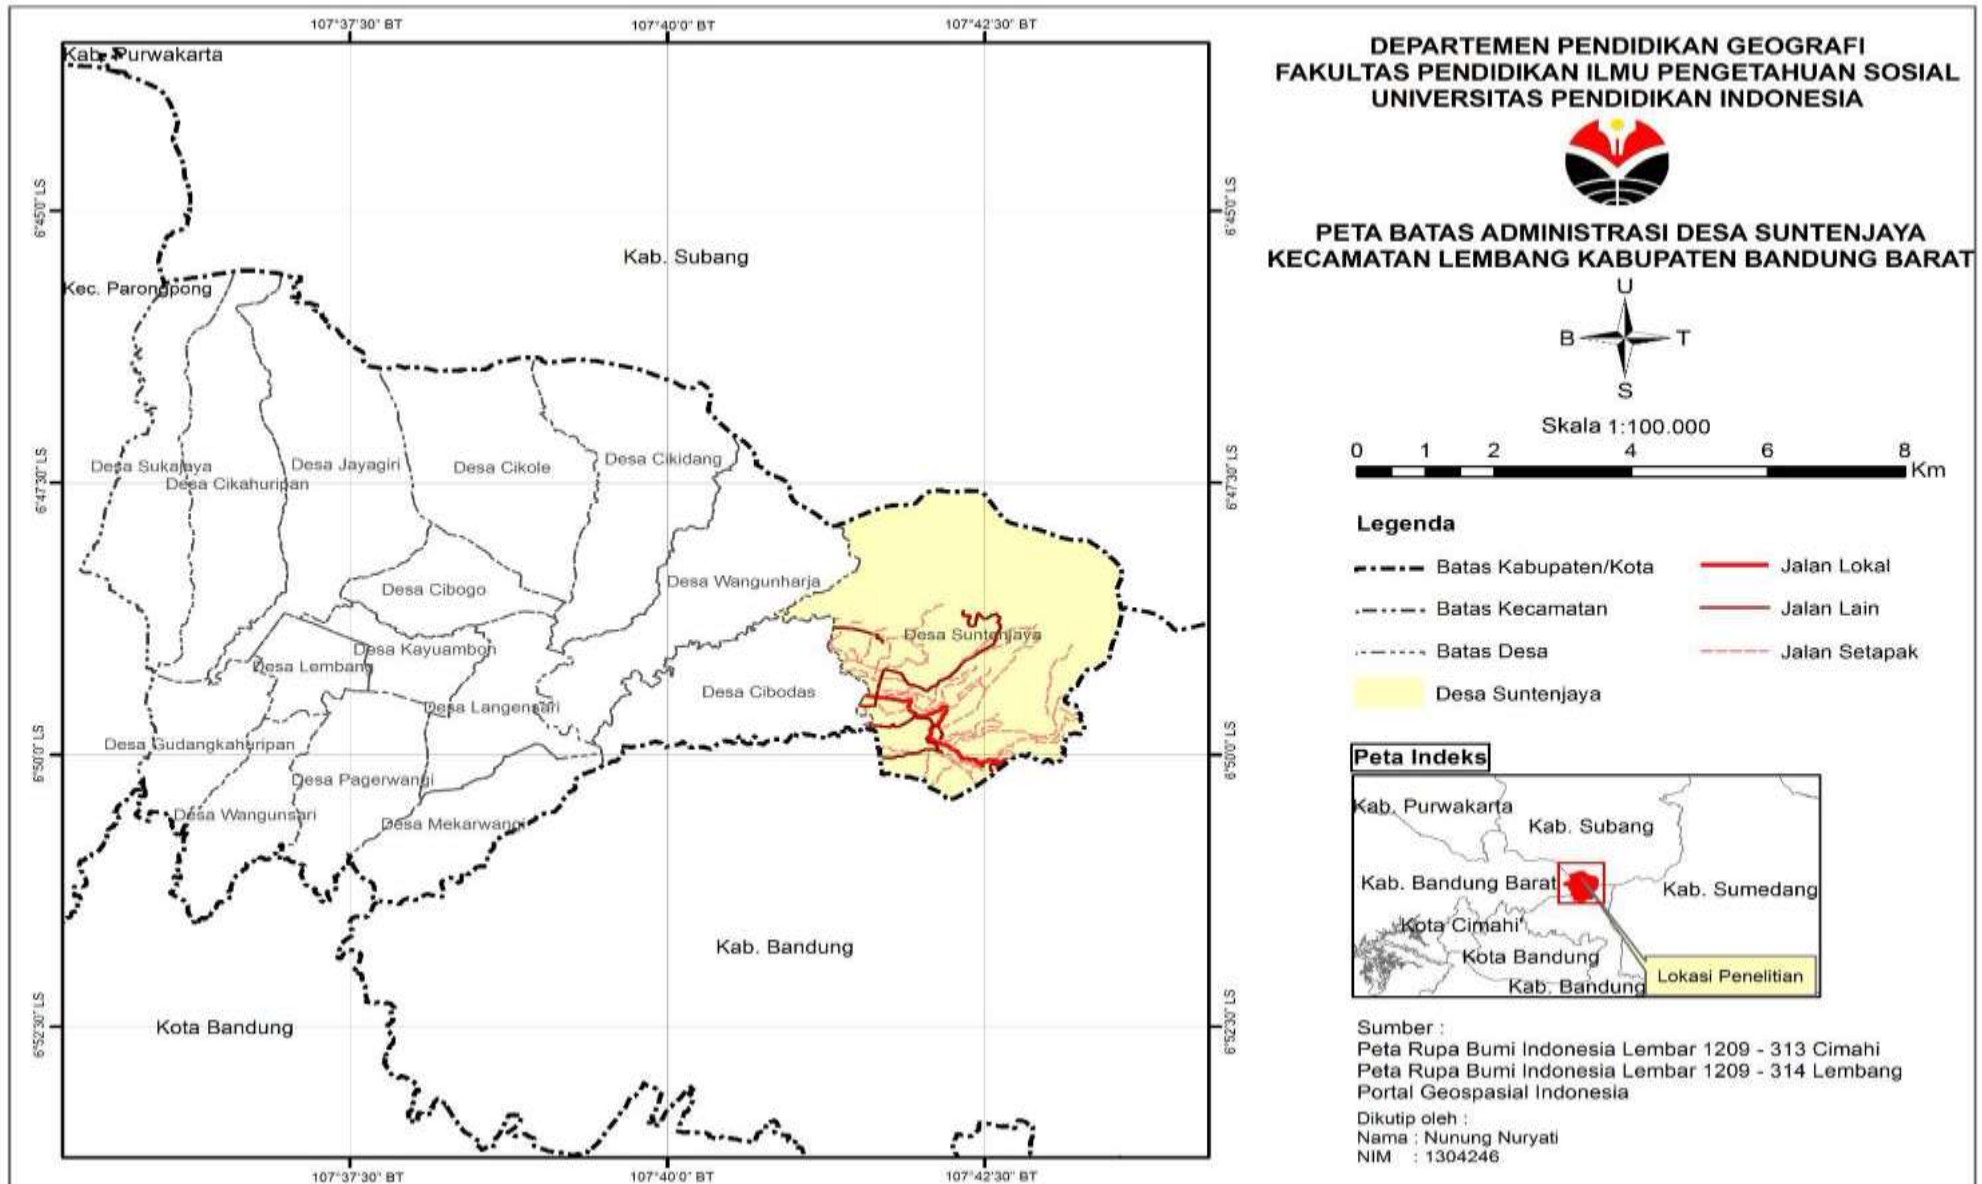 107°37'30" BT
107°40'0" BT
107°42'30" BT
Kab. Purwakarta
6°45'0" LS
6°45'0" LS
Kab. Subang
Kec. Parongpong
Desa Sukajaya
Desa Cikahuripan
Desa Jayagiri
Desa Cikole
Desa Cikidang
6°47'30" LS
6°47'30" LS
Desa Cibogo
Desa Wangunharja
Desa Suntenjaya
Desa Kayuambon
Desa Lembang
Desa Cibodas
Desa Langensari
Desa Gudangkahuripan
6°50'0" LS
6°50'0" LS
Desa Pagerwangi
Desa Wangunsari
Desa Mekarwangi
Kab. Bandung
Kota Bandung
6°52'30" LS
6°52'30" LS
107°37'30" BT
107°40'0" BT
107°42'30" BT
DEPARTEMEN PENDIDIKAN GEOGRAFI
FAKULTAS PENDIDIKAN ILMU PENGETAHUAN SOSIAL
UNIVERSITAS PENDIDIKAN INDONESIA
PETA BATAS ADMINISTRASI DESA SUNTENJAYA
KECAMATAN LEMBANG KABUPATEN BANDUNG BARAT
U
B T
S
Skala 1:100.000
0 1 2 4 6 8
Km
Legenda
Batas Kabupaten/Kota
Jalan Lokal
Batas Kecamatan
Jalan Lain
Batas Desa
Jalan Setapak
Desa Suntenjaya
Peta Indeks
Kab. Purwakarta
Kab. Subang
Kab. Bandung Barat
Kab. Sumedang
Kota Cimahi
Kota Bandung
Lokasi Penelitian
Kab. Bandung
Sumber :
Peta Rupa Bumi Indonesia Lembar 1209 - 313 Cimahi
Peta Rupa Bumi Indonesia Lembar 1209 - 314 Lembang
Portal Geospasial Indonesia
Dikutip oleh :
Nama : Nunung Nuryati
NIM : 1304246